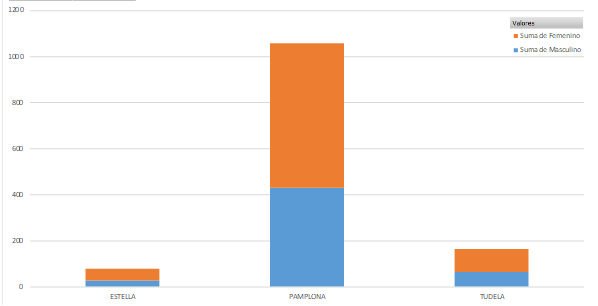 1200
Valores
Suma de Femenino
Suma de Masculino
1000
800
600
400
200
0
ESTELLA
PAMPLONA
TUDELA